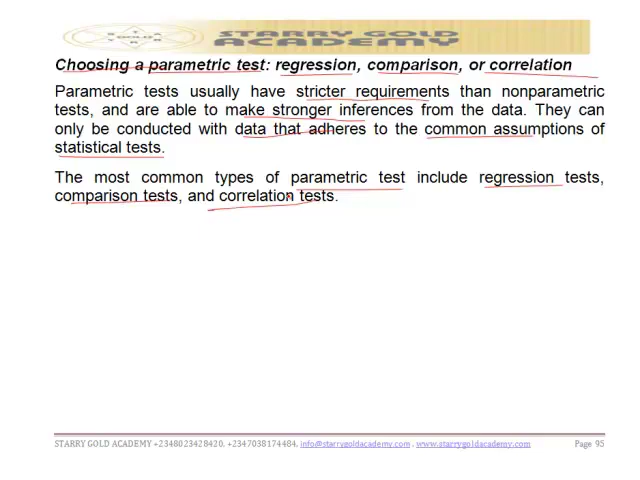 STARRY GOLD
ACADEMY
Choosing a parametric test: regression, comparison, or correlation
Parametric tests usually have stricter requirements than nonparametric
tests, and are able to make stronger inferences from the data. They can
only be conducted with data that adheres to the common assumptions of
statistical tests.
The most common types of parametric test include regression tests,
comparison tests, and correlation tests.
STARRY GOLD ACADEMY +2348023428420, +2347038174484, info@starrygoldacademy.com , www.starrygoldacademy.com Page 95